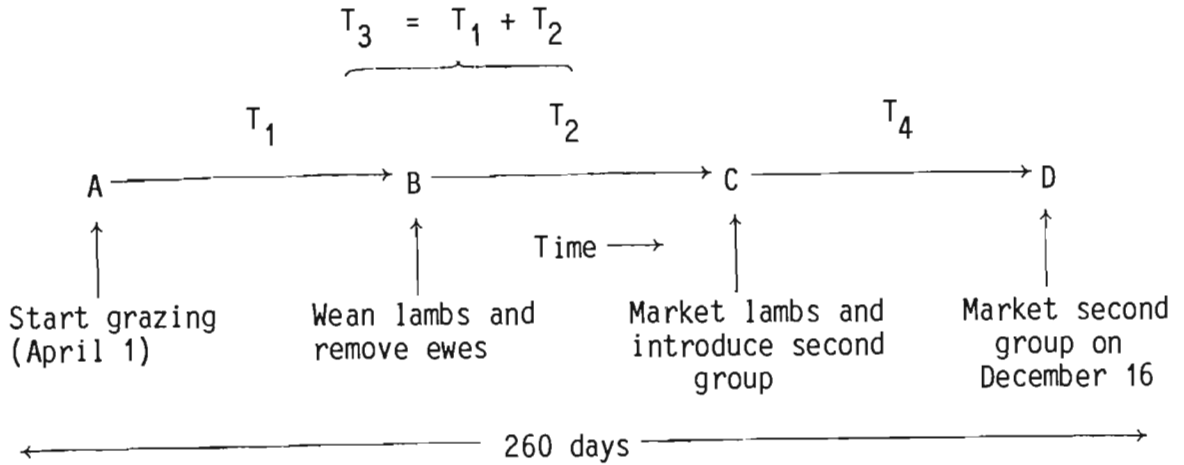 T3 = T1 + T2
T1 T2 T4
A B C D
Time
Start grazing
(April 1)
Wean lambs and
remove ewes
Market lambs and
introduce second
group
Market second
group on
December 16
260 days